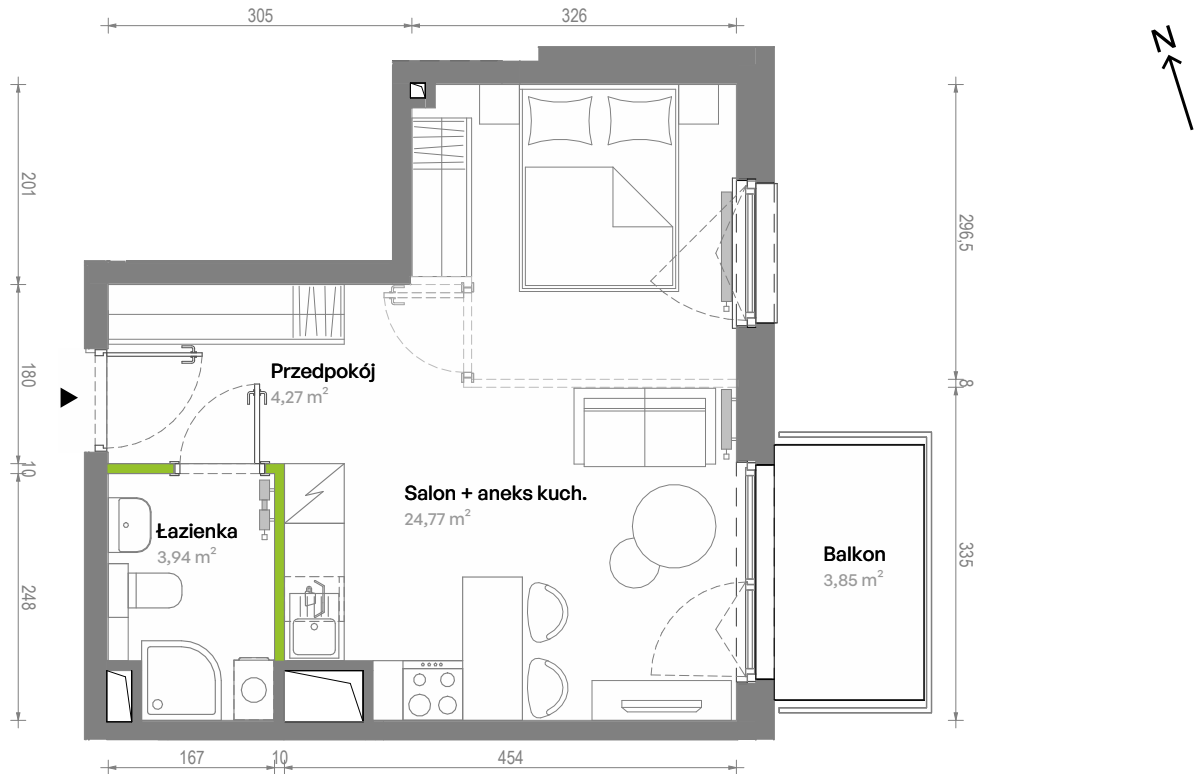 305
326
N
201
296,5
Przedpokój
4,27 m²
180
8
10
Salon + aneks kuch.
24,77 m²
Łazienka
3,94 m²
Balkon
3,85 m²
335
248
167
10
454